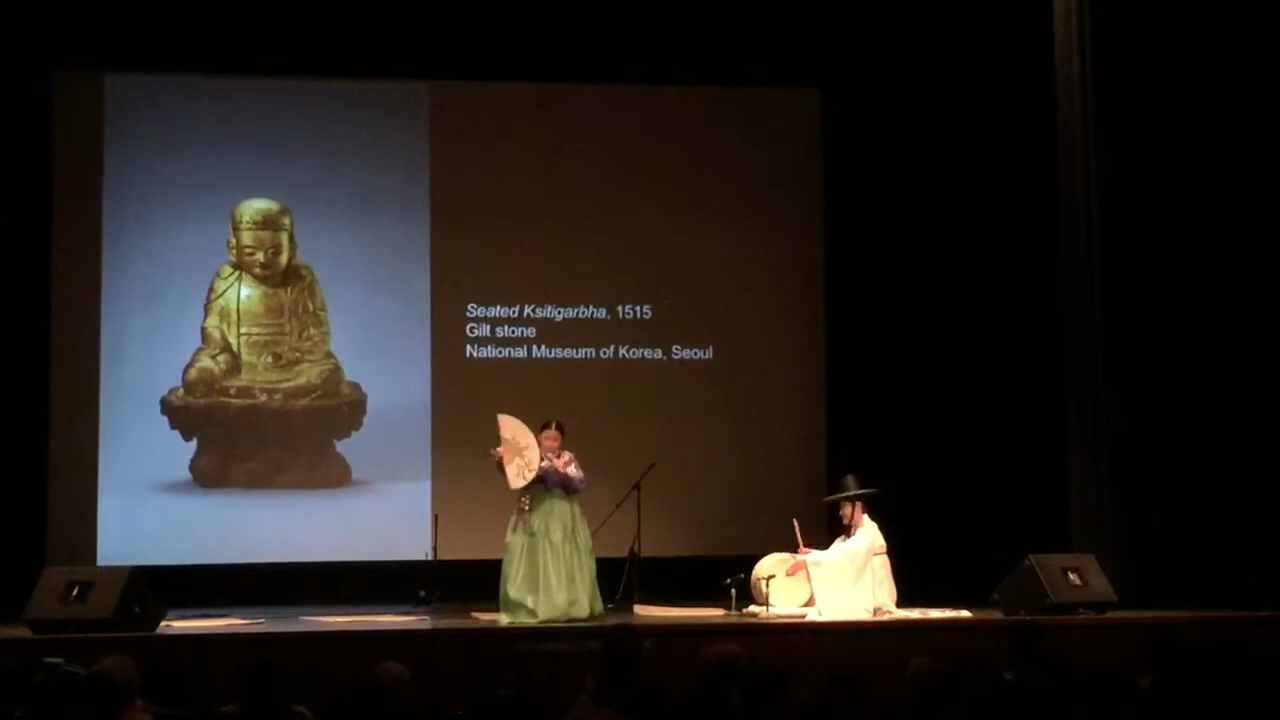 Seated Ksitigarbha, 1515
Gilt stone
National Museum of Korea, Seoul